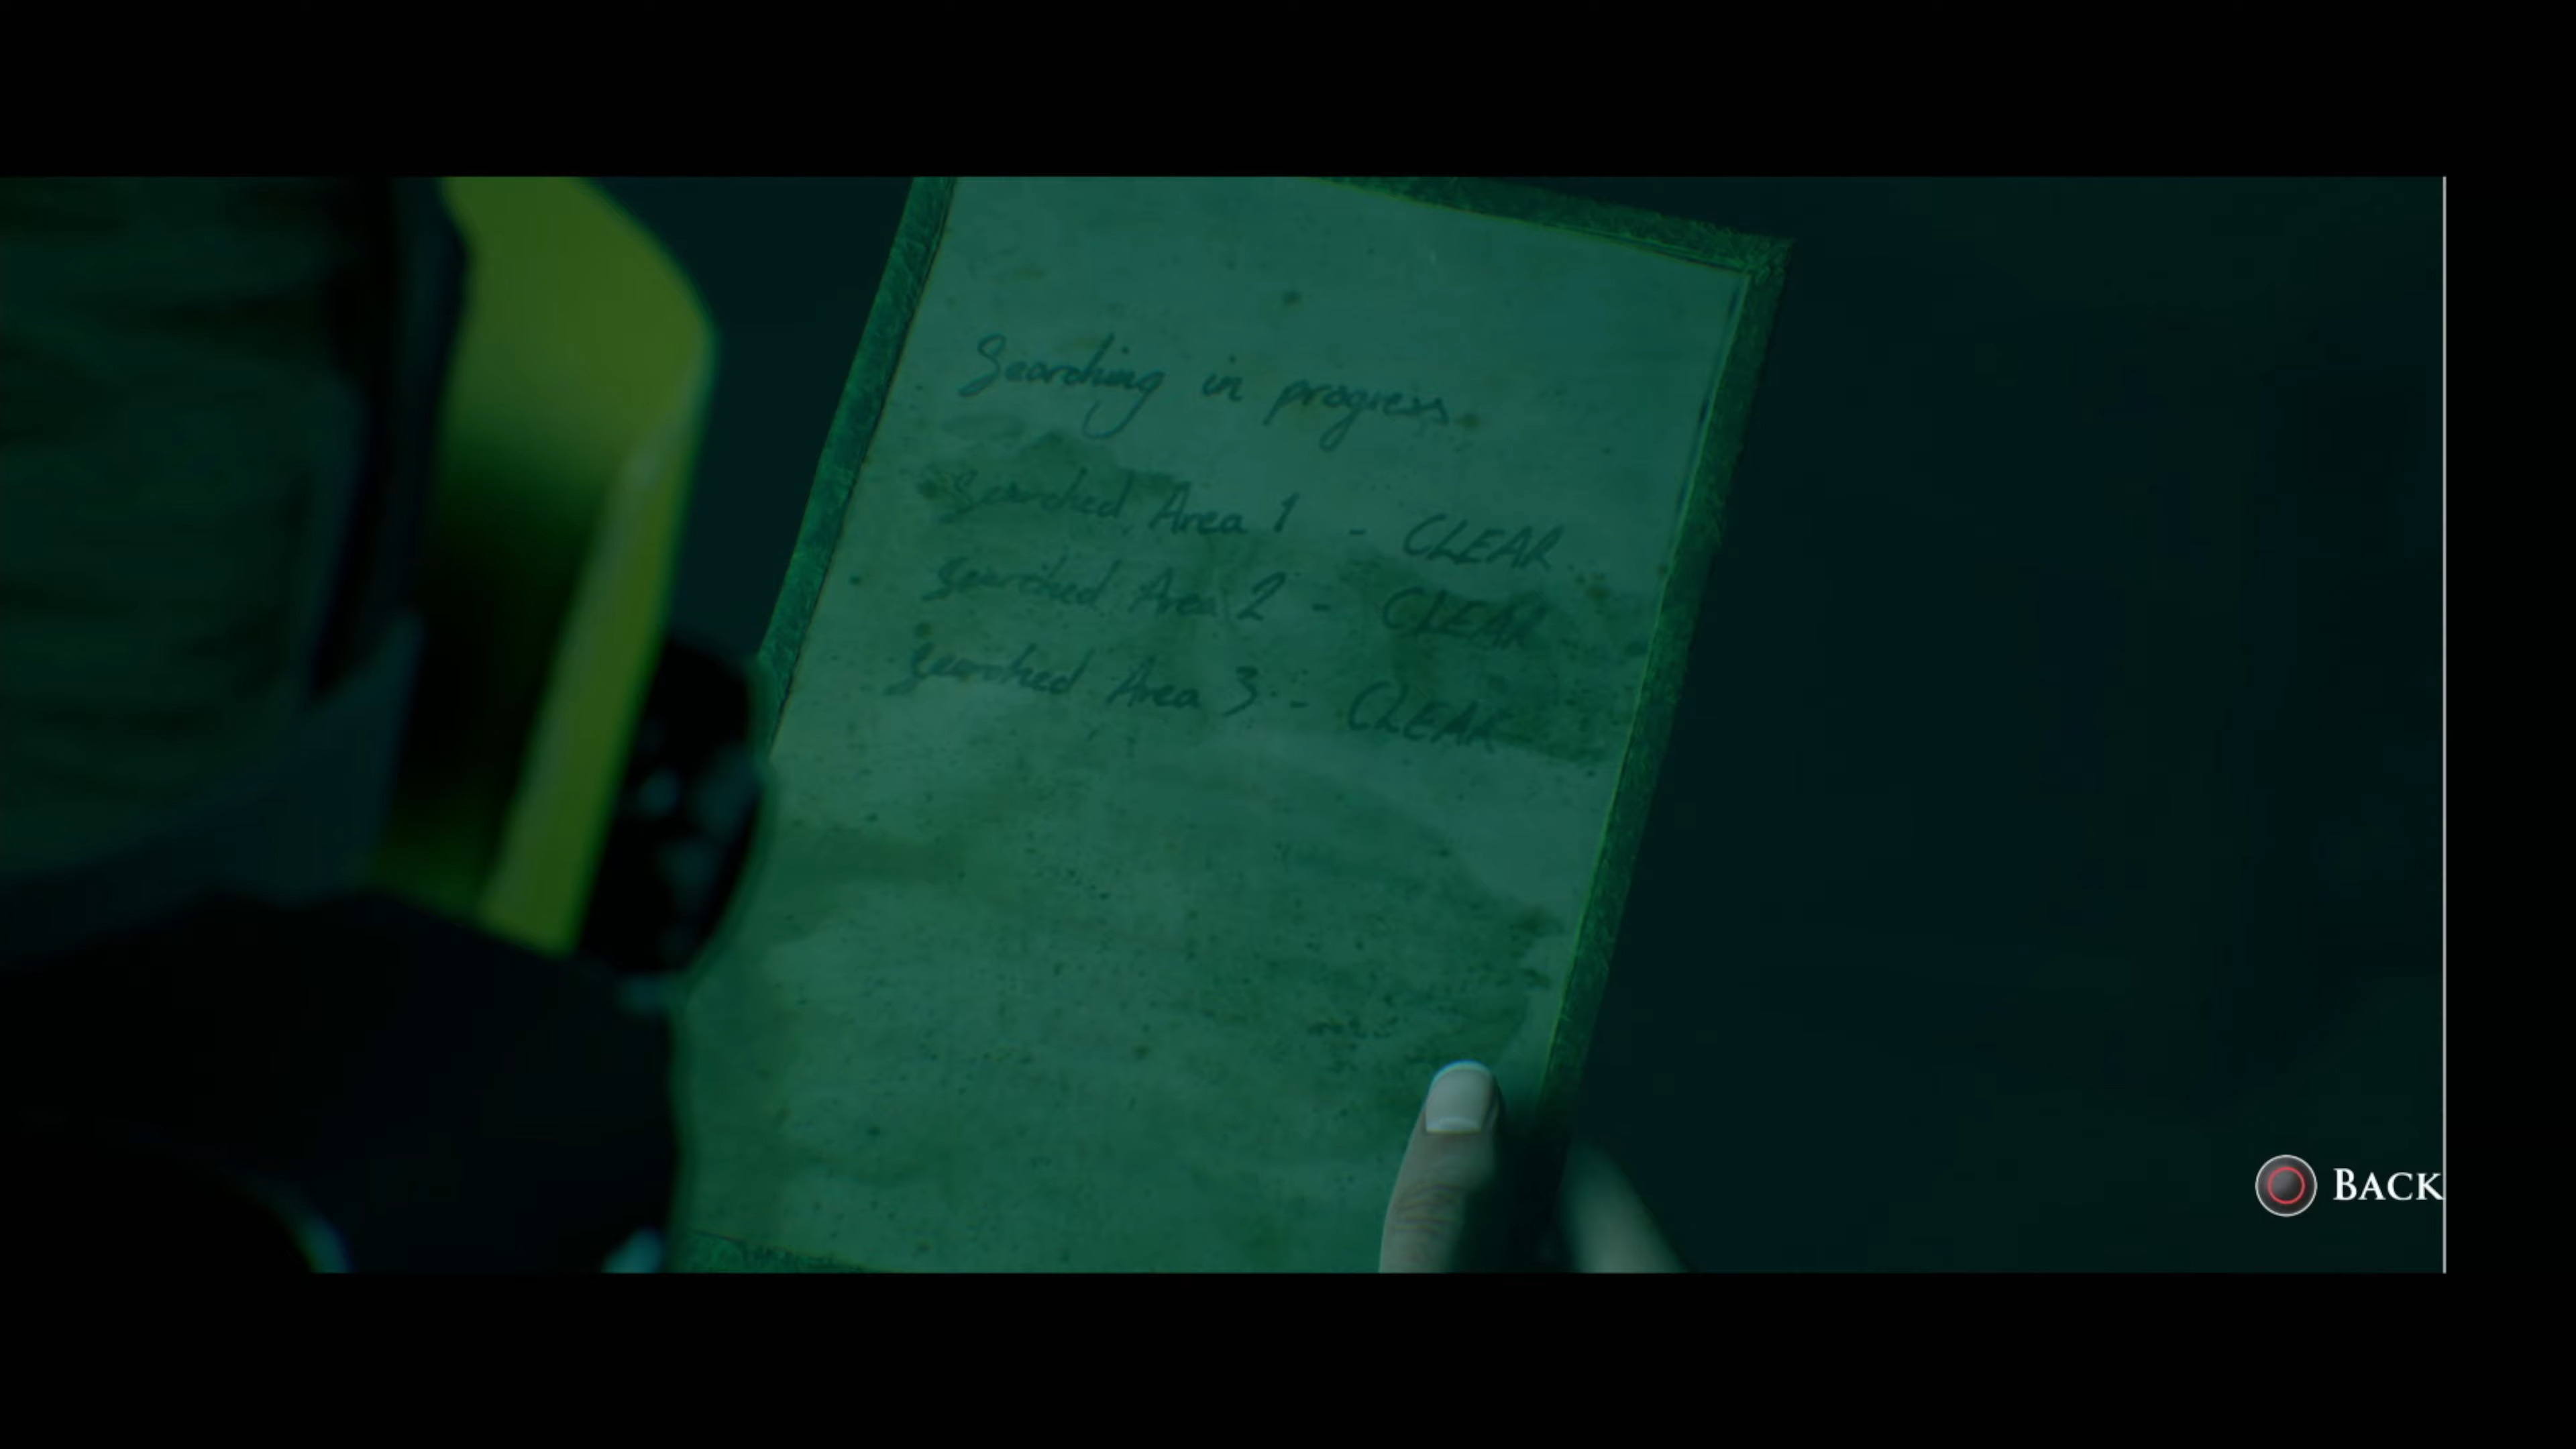 Searching in progress.
Searched Area 1 - CLEAR
Searched Area 2 - CLEAR
Searched Area 3 - CLEAR
BACK